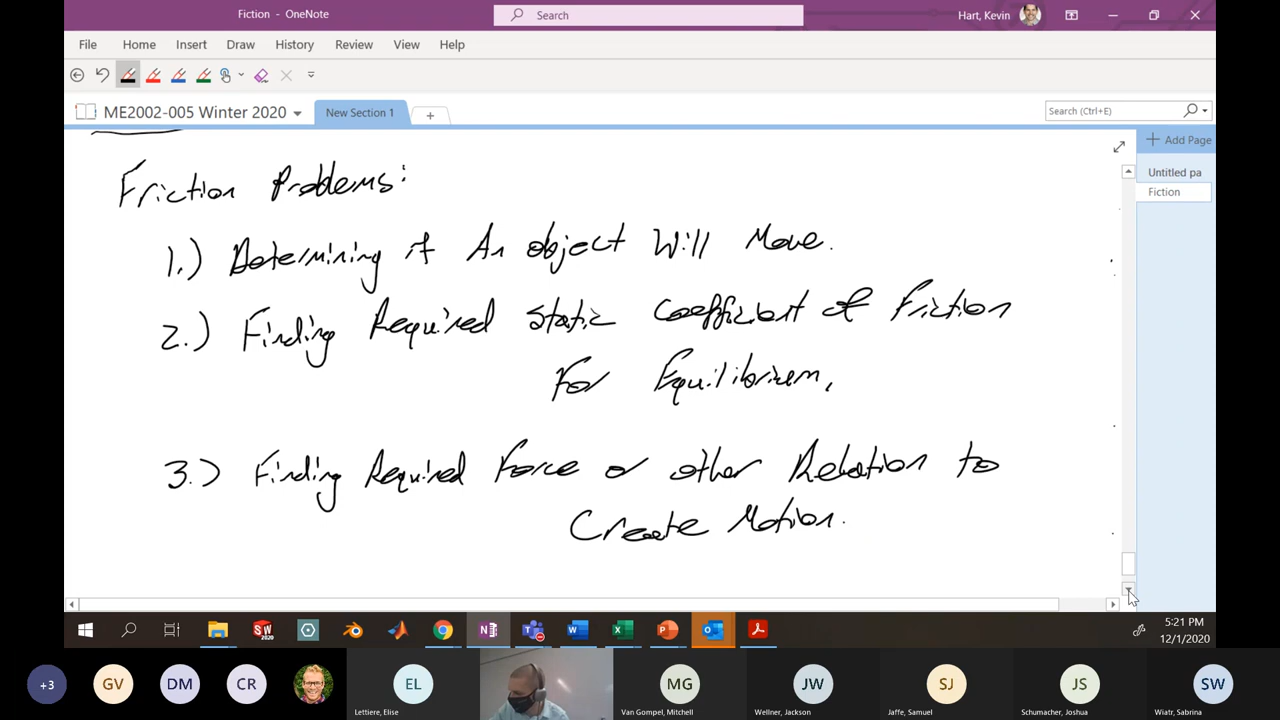 Fiction - OneNote
Search
Hart, Kevin
File Home Insert Draw History Review View Help
ME2002-005 Winter 2020
New Section 1
Search (Ctrl+E)
Add Page
Untitled pa
Fiction
Friction Problems:
1.) Determining if An object Will Move.
2.) Finding Required Static Coefficient of Friction
For Equilibrium.
3.) Finding Required Force or other Relation to
Create Motion.
SW
2020
5:21 PM
12/1/2020
+3
GV
DM
CR
EL
MG
JW
SJ
JS
SW
Lettiere, Elise
Van Gompel, Mitchell
Wellner, Jackson
Jaffe, Samuel
Schumacher, Joshua
Wiatr, Sabrina